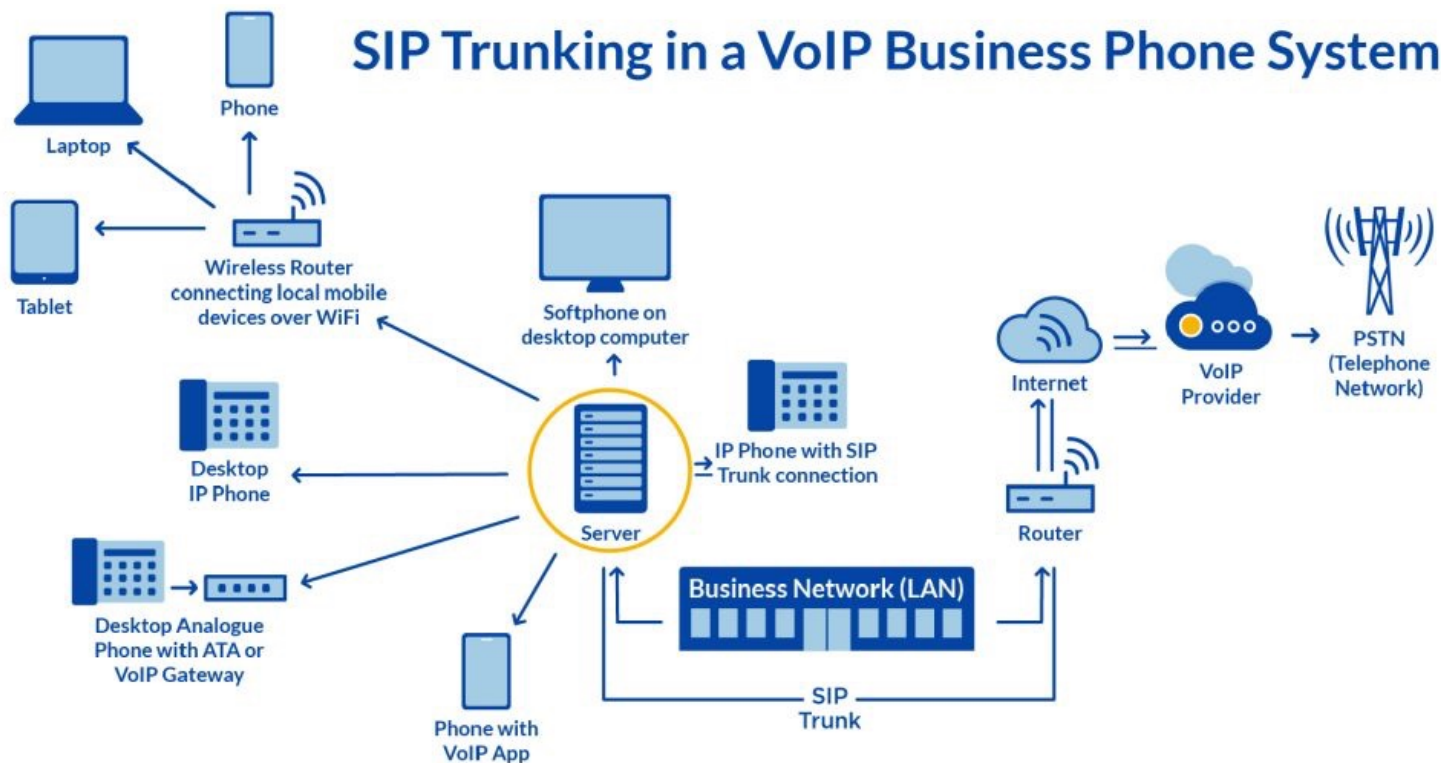 SIP Trunking in a VoIP Business Phone System
Phone
Laptop
Tablet
Wireless Router
connecting local mobile
devices over WiFi
Softphone on
desktop computer
Internet
VoIP
Provider
PSTN
(Telephone
Network)
Desktop
IP Phone
IP Phone with SIP
Trunk connection
Server
Router
Business Network (LAN)
Desktop Analogue
Phone with ATA or
VoIP Gateway
SIP
Trunk
Phone with
VoIP App